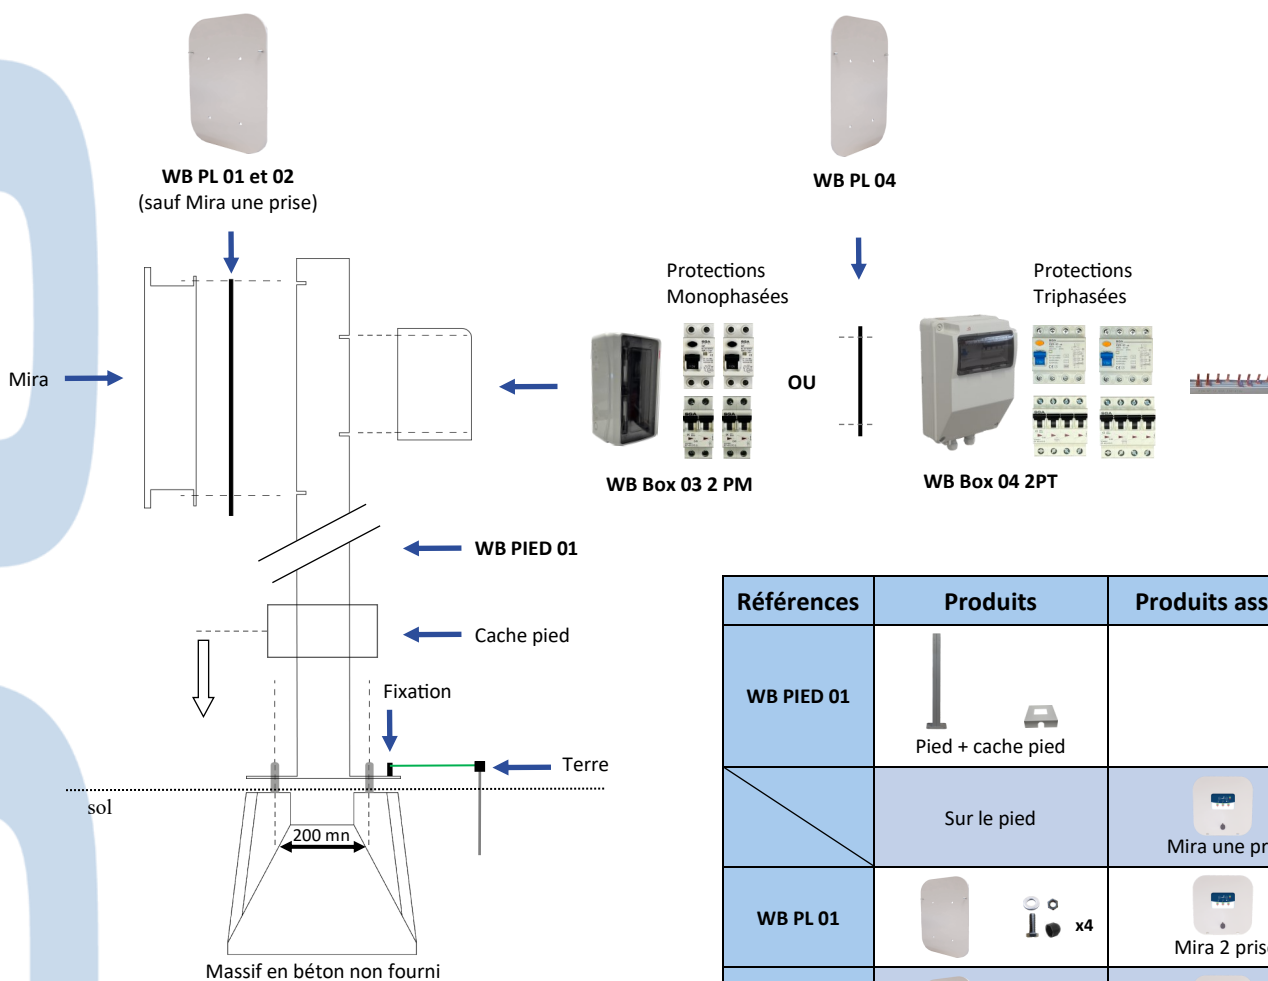 WB PL 01 et 02
(sauf Mira une prise)
WB PL 04
Protections
Monophasées
Protections
Triphasées
Mira
OU
WB Box 03 2 PM
WB Box 04 2PT
WB PIED 01
Cache pied
Fixation
Terre
sol
200 mn
Massif en béton non fourni
Références
Produits
Produits ass
WB PIED 01
Pied + cache pied
Sur le pied
Mira une pr
WB PL 01
x4
Mira 2 pris